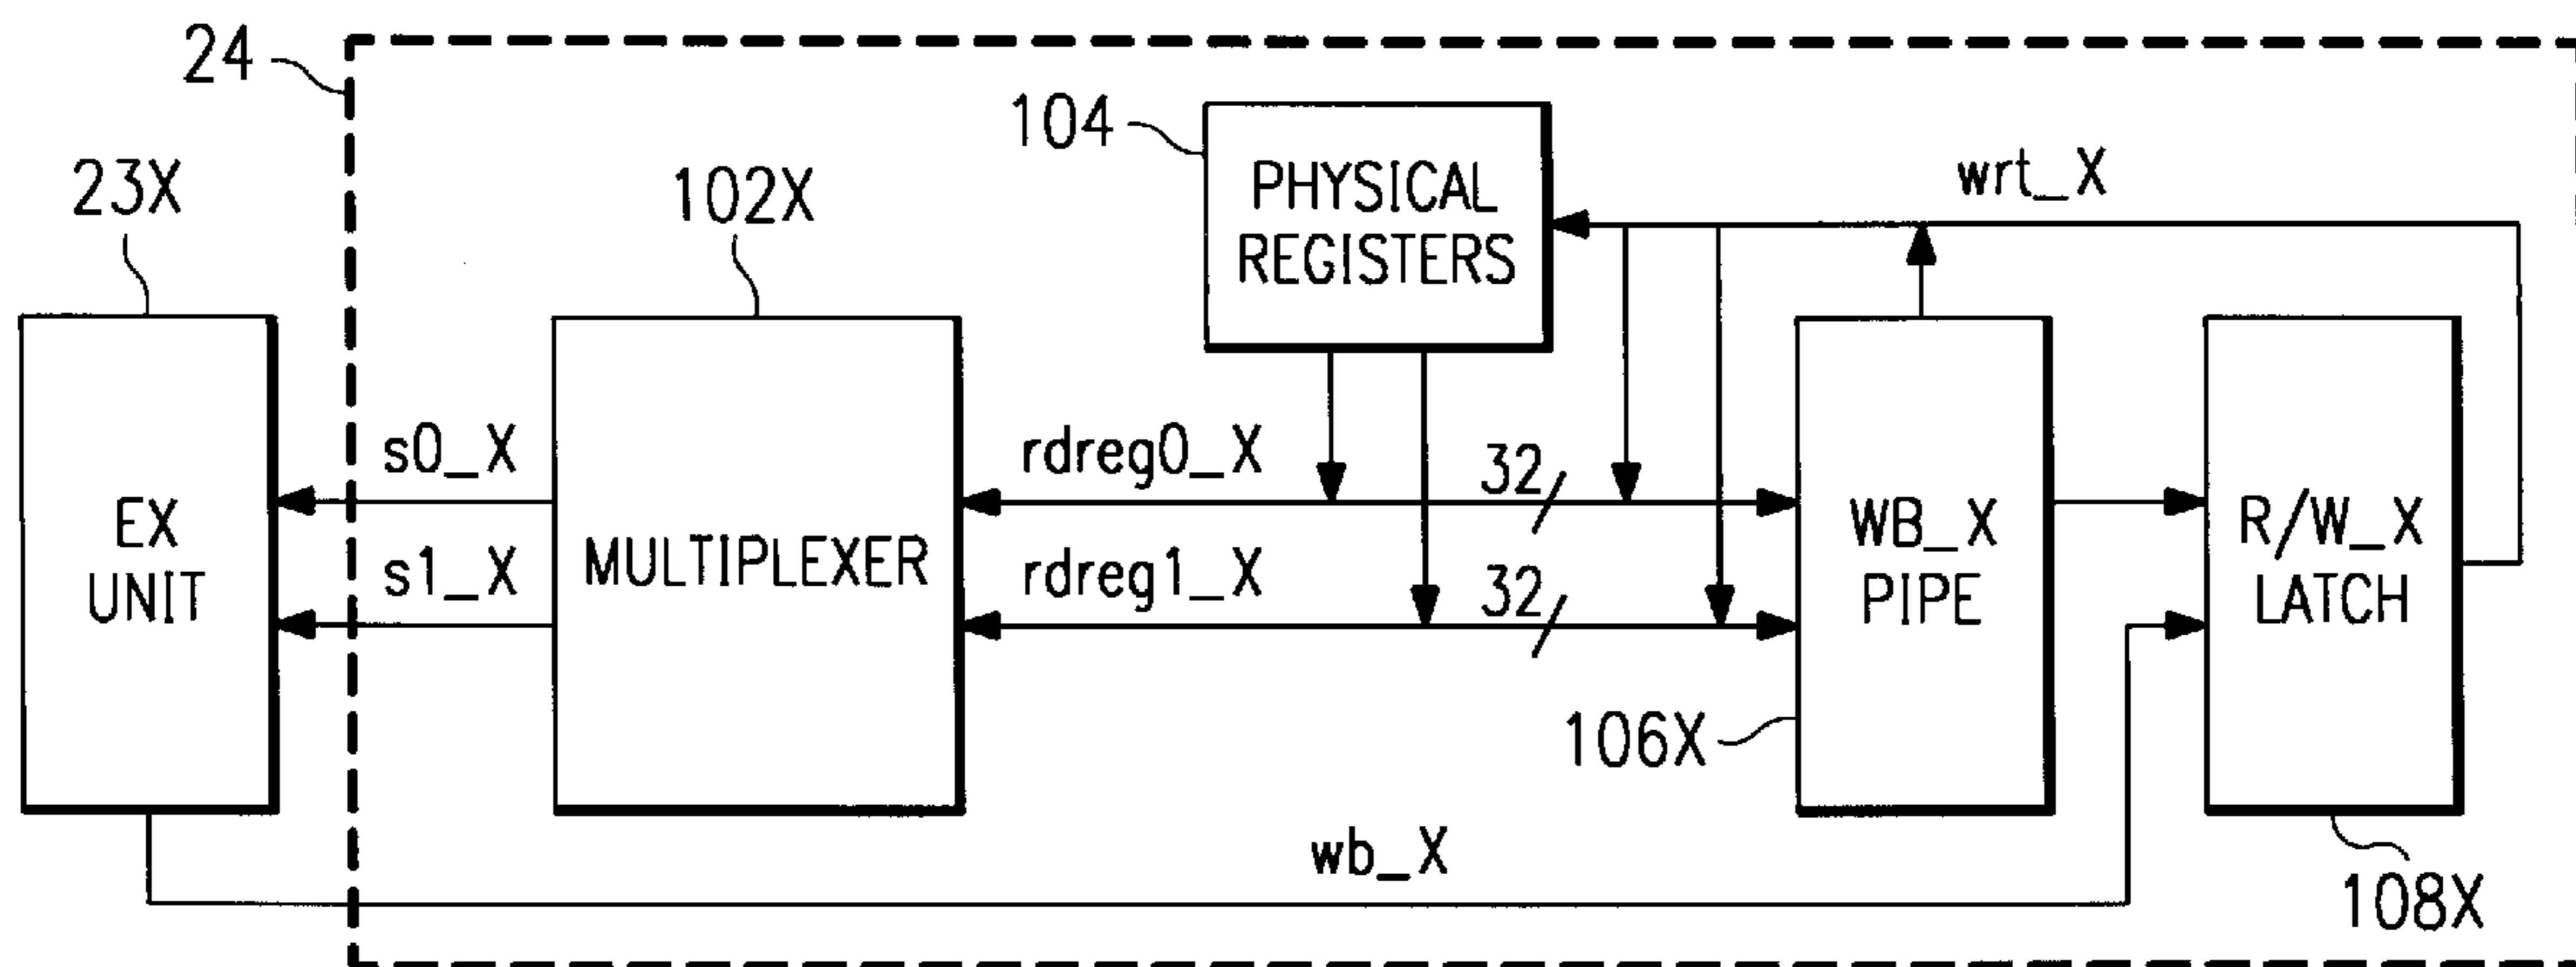 24
104
23X
102X
PHYSICAL
REGISTERS
wrt_X
EX
UNIT
s0_X
s1_X
MULTIPLEXER
rdreg0_X
32
rdreg1_X
32
WB_X
PIPE
R/W_X
LATCH
106X
wb_X
108X